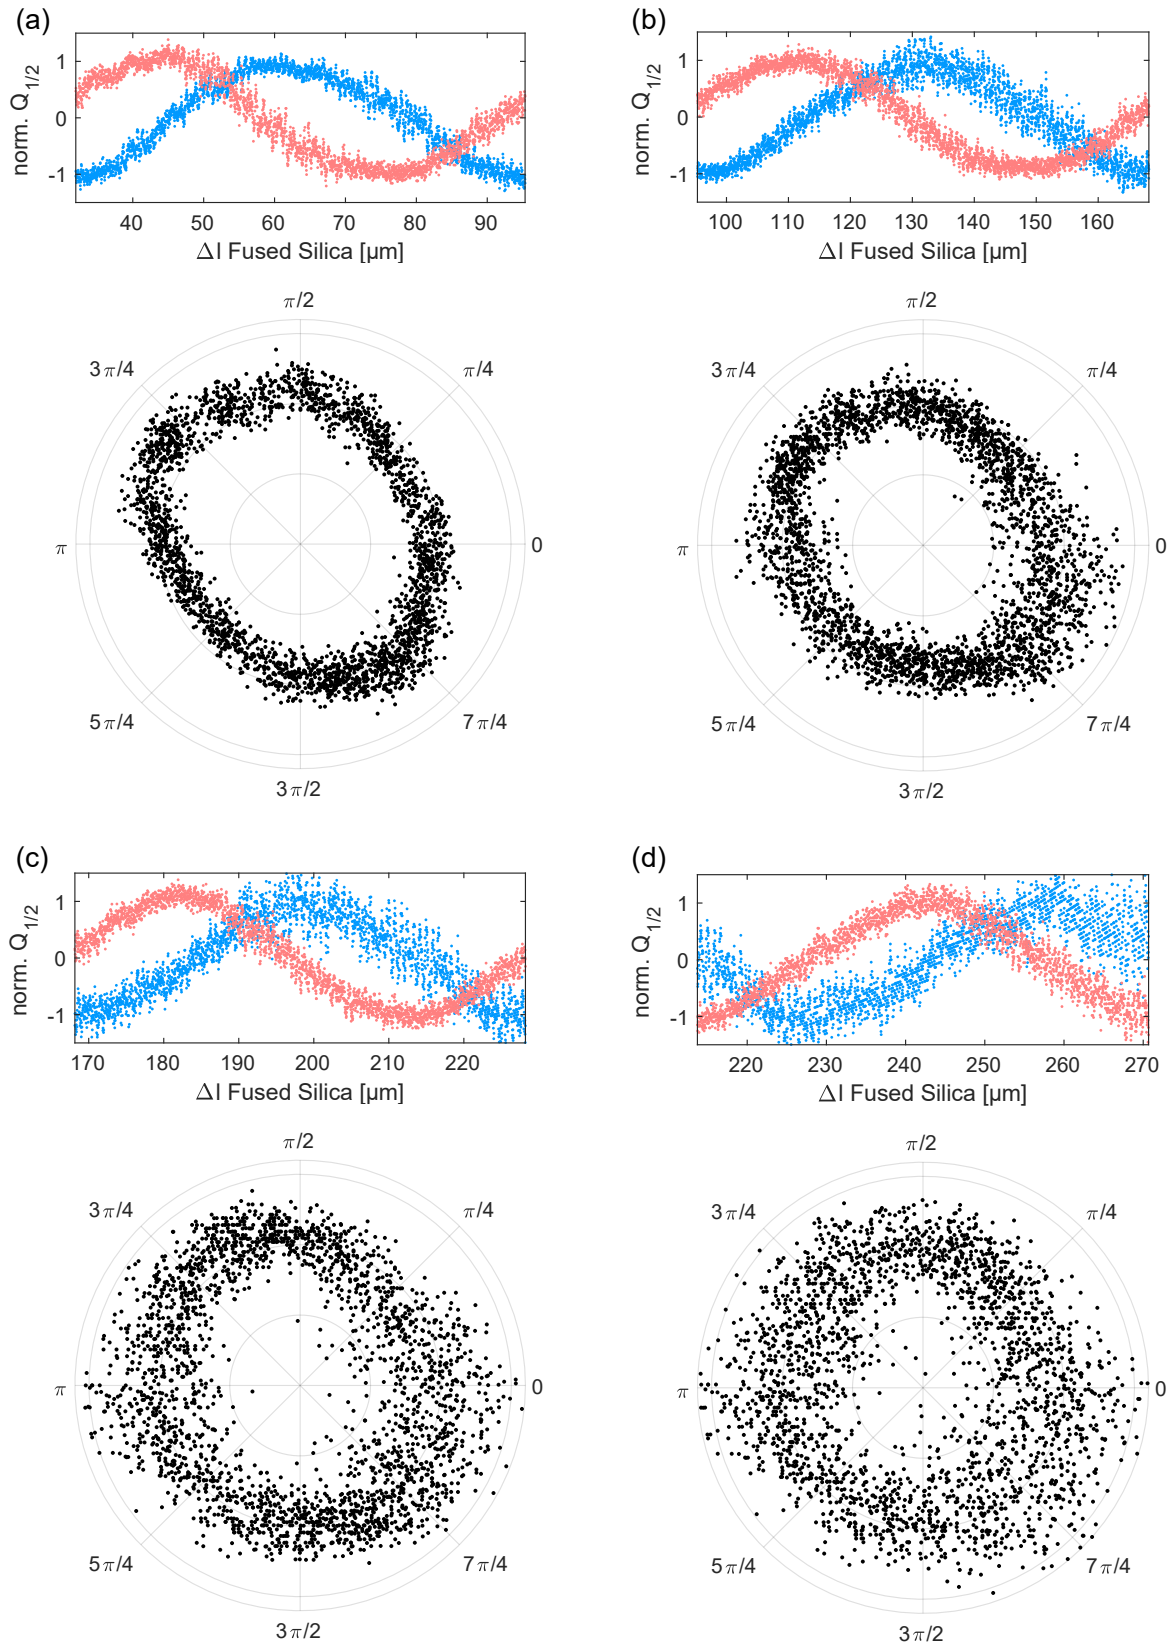 (a)
norm. Q1/2
1
0
-1
40 50 60 70 80 90
Δl Fused Silica [µm]
π/2
3π/4 π/4
π 0
5π/4 7π/4
3π/2
(b)
norm. Q1/2
1
0
-1
100 110 120 130 140 150 160
Δl Fused Silica [µm]
π/2
3π/4 π/4
π 0
5π/4 7π/4
3π/2
(c)
norm. Q1/2
1
0
-1
170 180 190 200 210 220
Δl Fused Silica [µm]
π/2
3π/4 π/4
π 0
5π/4 7π/4
3π/2
(d)
norm. Q1/2
1
0
-1
220 230 240 250 260 270
Δl Fused Silica [µm]
π/2
3π/4 π/4
π 0
5π/4 7π/4
3π/2